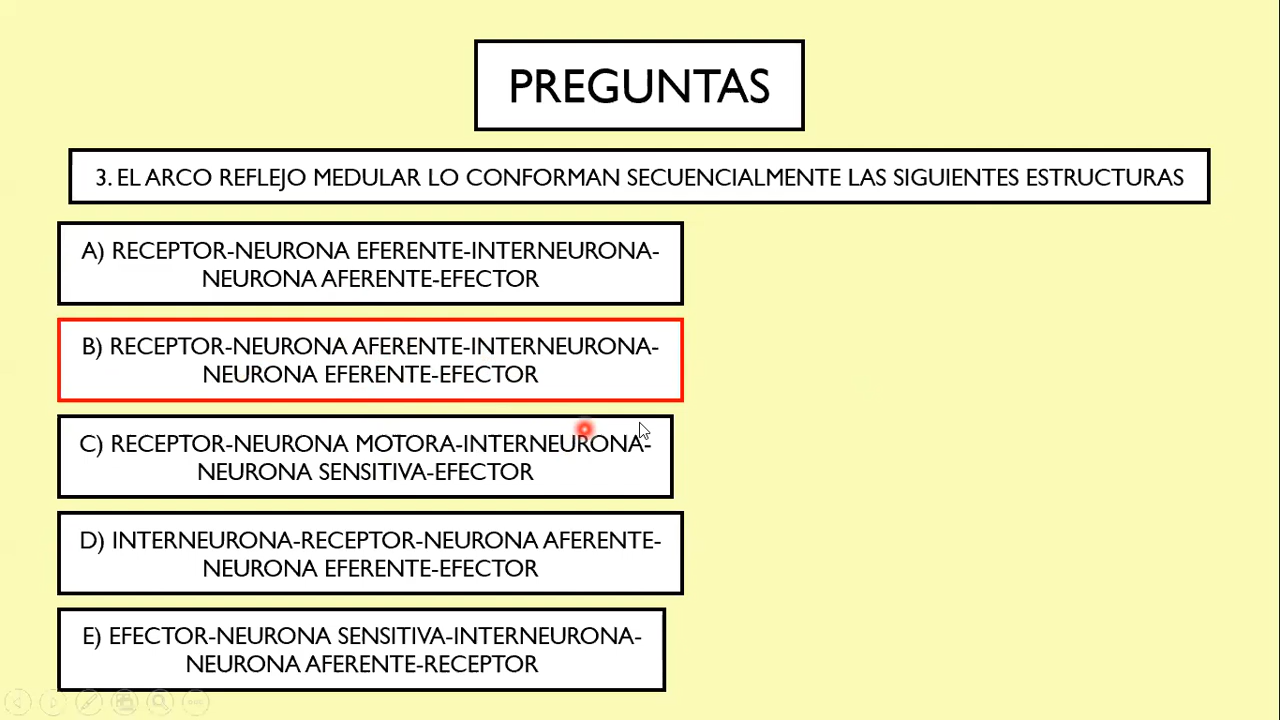 PREGUNTAS
3. EL ARCO REFLEJO MEDULAR LO CONFORMAN SECUENCIALMENTE LAS SIGUIENTES ESTRUCTURAS
A) RECEPTOR-NEURONA EFERENTE-INTERNEURONA-
NEURONA AFERENTE-EFECTOR
B) RECEPTOR-NEURONA AFERENTE-INTERNEURONA-
NEURONA EFERENTE-EFECTOR
C) RECEPTOR-NEURONA MOTORA-INTERNEURONA-
NEURONA SENSITIVA-EFECTOR
D) INTERNEURONA-RECEPTOR-NEURONA AFERENTE-
NEURONA EFERENTE-EFECTOR
E) EFECTOR-NEURONA SENSITIVA-INTERNEURONA-
NEURONA AFERENTE-RECEPTOR